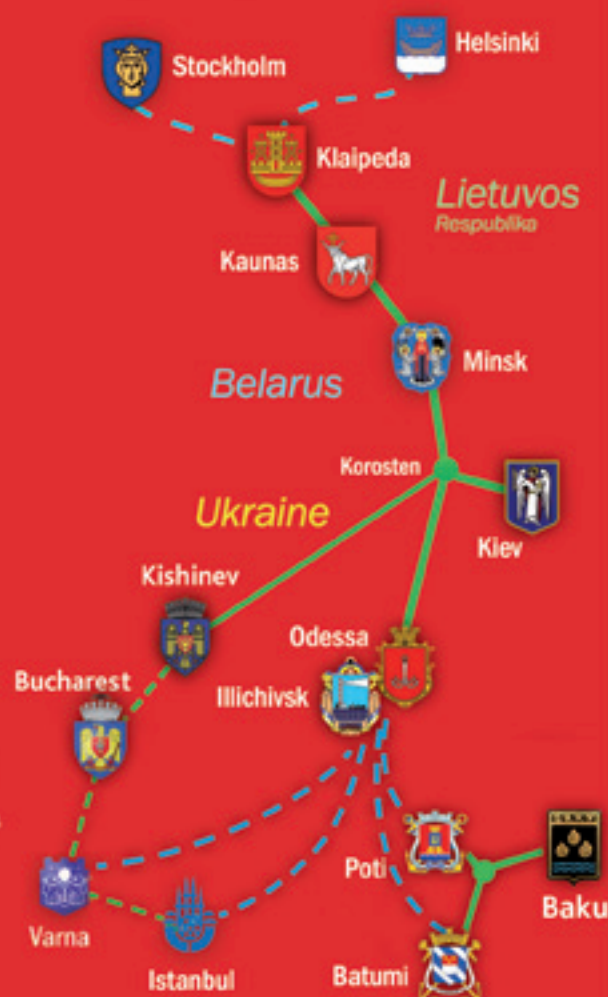 Stockholm
Helsinki
Klaipeda
Lietuvos
Respublika
Kaunas
Minsk
Belarus
Korosten
Ukraine
Kiev
Kishinev
Odessa
Bucharest
Illichivsk
Poti
Baku
Varna
Istanbul
Batumi